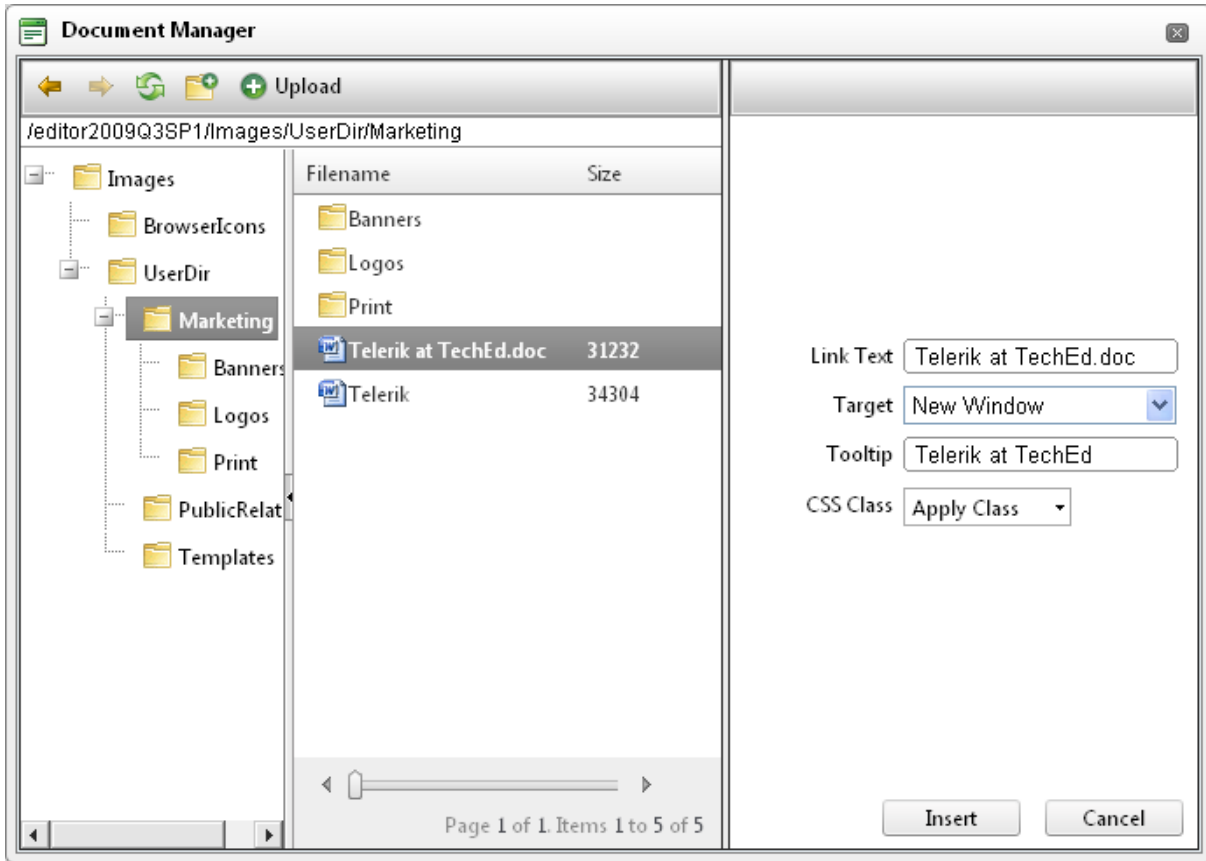 Document Manager
Upload
/editor2009Q3SP1/Images/UserDir/Marketing
Images
BrowserIcons
UserDir
Marketing
Banners
Logos
Print
PublicRelat
Templates
Filename Size
Banners
Logos
Print
Telerik at TechEd.doc 31232
Telerik 34304
Page 1 of 1. Items 1 to 5 of 5
Link Text Telerik at TechEd.doc
Target New Window
Tooltip Telerik at TechEd
CSS Class Apply Class
Insert Cancel